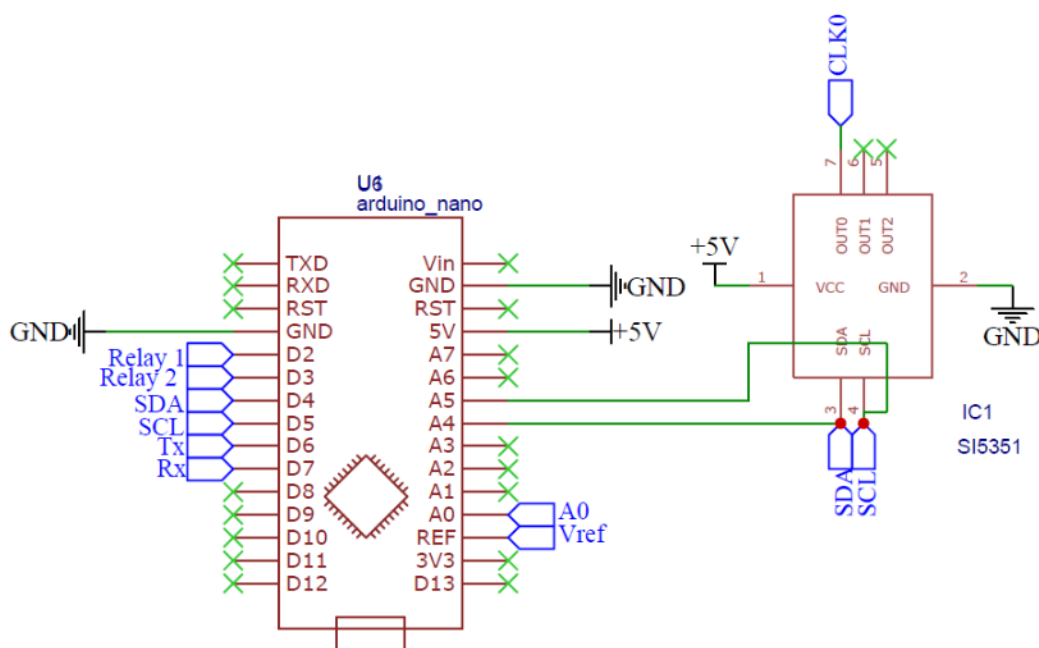 CLK0
7
6
5
OUT0
OUT1
OUT2
+5V
1
VCC
GND
2
GND
SDA
SCL
3
4
SDA
SCL
IC1
SI5351
arduino_nano
TXD
RXD
RST
GND
GND
Relay 1
D2
Relay 2
D3
SDA
D4
SCL
D5
Tx
D6
Rx
D7
D8
D9
D10
D11
D12
Vin
GND
GND
RST
5V
+5V
A7
A6
A5
A4
A3
A2
A1
A0
A0
REF
Vref
3V3
D13